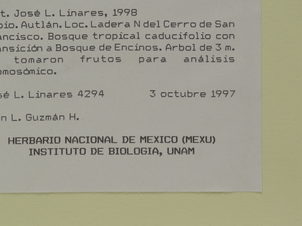 t. José L. Linares, 1998
pio. Autlán. Loc. Ladera N del Cerro de San
ancisco. Bosque tropical caducifolio con
ansición a Bosque de Encinos. Arbol de 3 m.
tomaron frutos para análisis
omosómico.
sé L. Linares 4294 3 octubre 1997
n L. Guzmán H.
HERBARIO NACIONAL DE MEXICO (MEXU)
INSTITUTO DE BIOLOGIA, UNAM